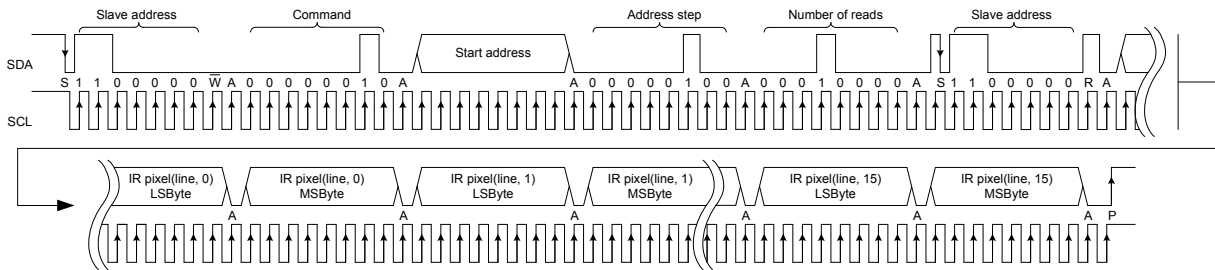 Slave address Command Address step Number of reads Slave address
SDA Start address
S 1 1 0 0 0 0 0 W̅ A 0 0 0 0 0 0 1 0 A A 0 0 0 0 0 1 0 0 A 0 0 0 1 0 0 0 0 A S 1 1 0 0 0 0 0 R A
SCL
IR pixel(line, 0) IR pixel(line, 0) IR pixel(line, 1) IR pixel(line, 1) IR pixel(line, 15) IR pixel(line, 15)
LSByte MSByte LSByte MSByte LSByte MSByte
A A A A A A P